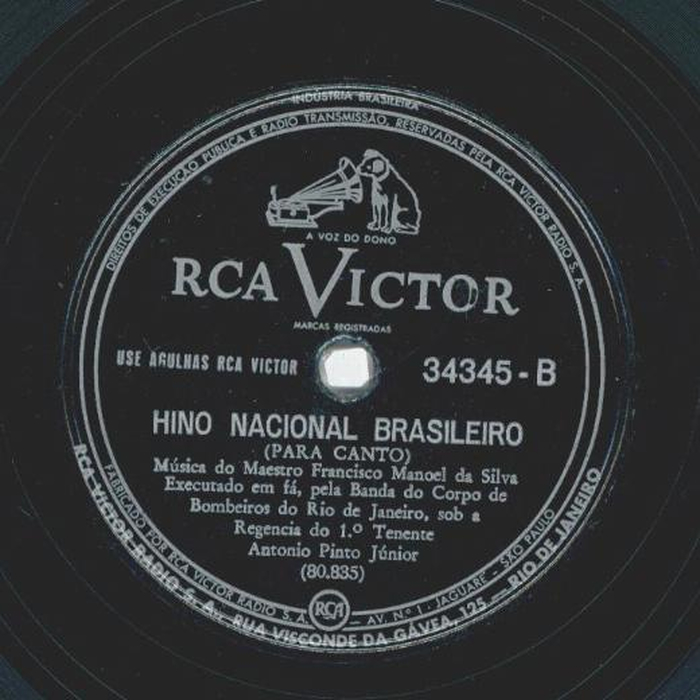 INDÚSTRIA BRASILEIRA
DIREITOS DE EXECUÇÃO PÚBLICA E RÁDIO TRANSMISSÃO, RESERVADAS PELA RCA VICTOR RADIO S. A.
A VOZ DO DONO
RCA VICTOR
MARCAS REGISTRADAS
USE AGULHAS RCA VICTOR
34345-B
HINO NACIONAL BRASILEIRO
(PARA CANTO)
Música do Maestro Francisco Manoel da Silva
Executado em fá, pela Banda do Corpo de
Bombeiros do Rio de Janeiro, sob a
Regencia do 1.º Tenente
Antonio Pinto Júnior
(80.835)
FABRICADO POR RCA VICTOR RADIO S. A. RCA AV. Nº 1 - JAGUARE - SÃO PAULO
RCA VICTOR RADIO S. A., RUA VISCONDE DA GÁVEA, 125 — RIO DE JANEIRO